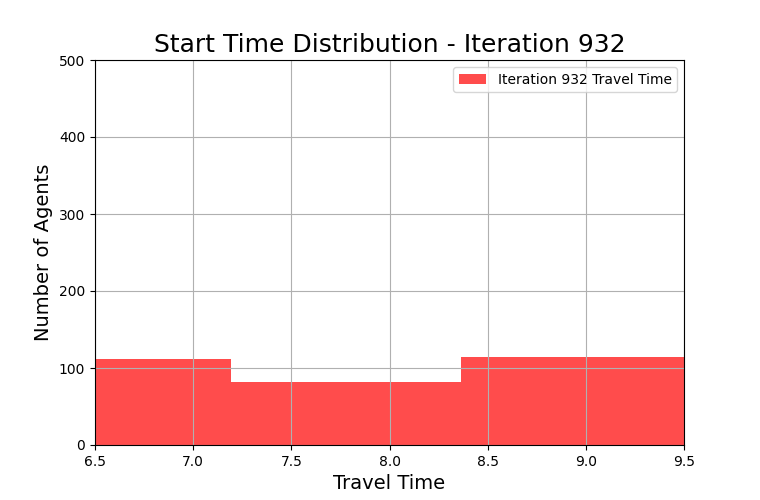 Start Time Distribution - Iteration 932
Iteration 932 Travel Time
Number of Agents
500
400
300
200
100
0
6.5 7.0 7.5 8.0 8.5 9.0 9.5
Travel Time